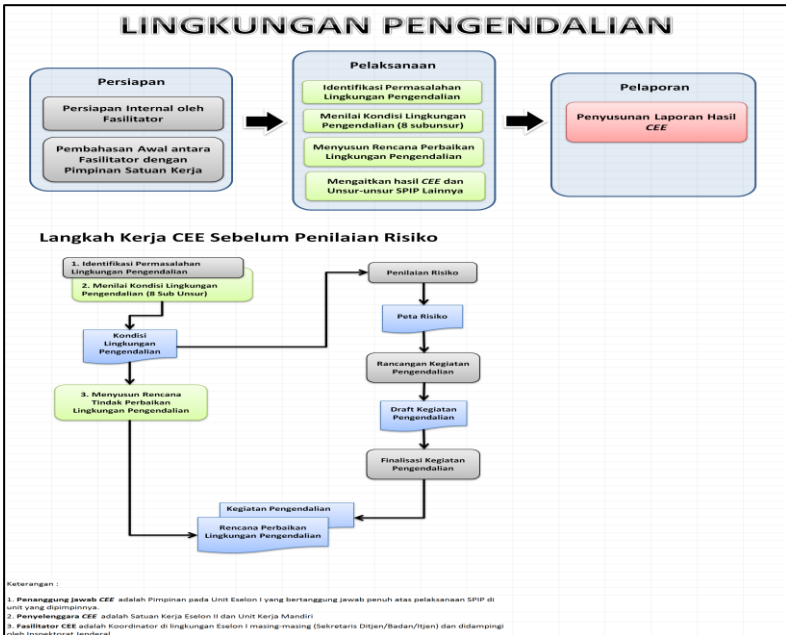 LINGKUNGAN PENGENDALIAN
Persiapan
Persiapan Internal oleh
Fasilitator
Pembahasan Awal antara
Fasilitator dengan
Pimpinan Satuan Kerja
Pelaksanaan
Identifikasi Permasalahan
Lingkungan Pengendalian
Menilai Kondisi Lingkungan
Pengendalian (8 subunsur)
Menyusun Rencana Perbaikan
Lingkungan Pengendalian
Mengaitkan hasil CEE dan
Unsur-unsur SPIP Lainnya
Pelaporan
Penyusunan Laporan Hasil
CEE
Langkah Kerja CEE Sebelum Penilaian Risiko
1. Identifikasi Permasalahan
Lingkungan Pengendalian
2. Menilai Kondisi Lingkungan
Pengendalian (8 Sub Unsur)
Kondisi
Lingkungan
Pengendalian
3. Menyusun Rencana
Tindak Perbaikan
Lingkungan Pengendalian
Penilaian Risiko
Peta Risiko
Rancangan Kegiatan
Pengendalian
Draft Kegiatan
Pengendalian
Finalisasi Kegiatan
Pengendalian
Kegiatan Pengendalian
Rencana Perbaikan
Lingkungan Pengendalian
Keterangan :
1. Penanggung jawab CEE adalah Pimpinan pada Unit Eselon I yang bertanggung jawab penuh atas pelaksanaan SPIP di
unit yang dipimpinnya.
2. Penyelenggara CEE adalah Satuan Kerja Eselon II dan Unit Kerja Mandiri
3. Fasilitator CEE adalah Koordinator di lingkungan Eselon I masing-masing (Sekretaris Ditjen/Badan/Itjen) dan didampingi
oleh Inspektorat Jenderal